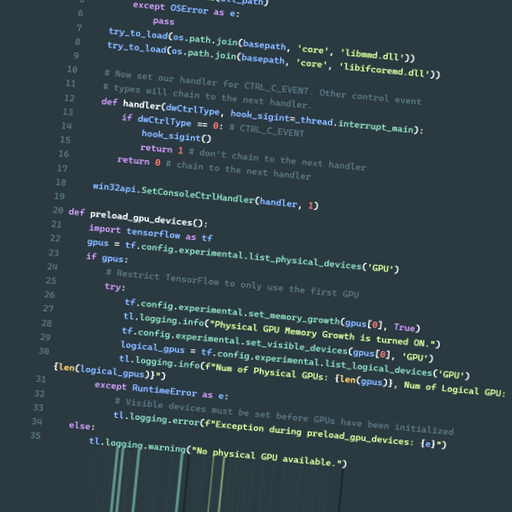 5
except OSError as e:
6 pass
7 try_to_load(os.path.join(basepath, 'core', 'libmmd.dll'))
8 try_to_load(os.path.join(basepath, 'core', 'libifcoremd.dll'))
9
10 # Now set our handler for CTRL_C_EVENT. Other control event
11 # types will chain to the next handler.
12 def handler(dwCtrlType, hook_sigint=_thread.interrupt_main):
13 if dwCtrlType == 0: # CTRL_C_EVENT
14 hook_sigint()
15 return 1 # don't chain to the next handler
16 return 0 # chain to the next handler
17
18 win32api.SetConsoleCtrlHandler(handler, 1)
19
20 def preload_gpu_devices():
21 import tensorflow as tf
22 gpus = tf.config.experimental.list_physical_devices('GPU')
23 if gpus:
24 # Restrict TensorFlow to only use the first GPU
25 try:
26 tf.config.experimental.set_memory_growth(gpus[0], True)
27 tl.logging.info("Physical GPU Memory Growth is turned ON.")
28 tf.config.experimental.set_visible_devices(gpus[0], 'GPU')
29 logical_gpus = tf.config.experimental.list_logical_devices('GPU')
30 tl.logging.info(f"Num of Physical GPUs: {len(gpus)}, Num of Logical GPU:
{len(logical_gpus)}")
31 except RuntimeError as e:
32 # Visible devices must be set before GPUs have been initialized
33 tl.logging.error(f"Exception during preload_gpu_devices: {e}")
34 else:
35 tl.logging.warning("No physical GPU available.")